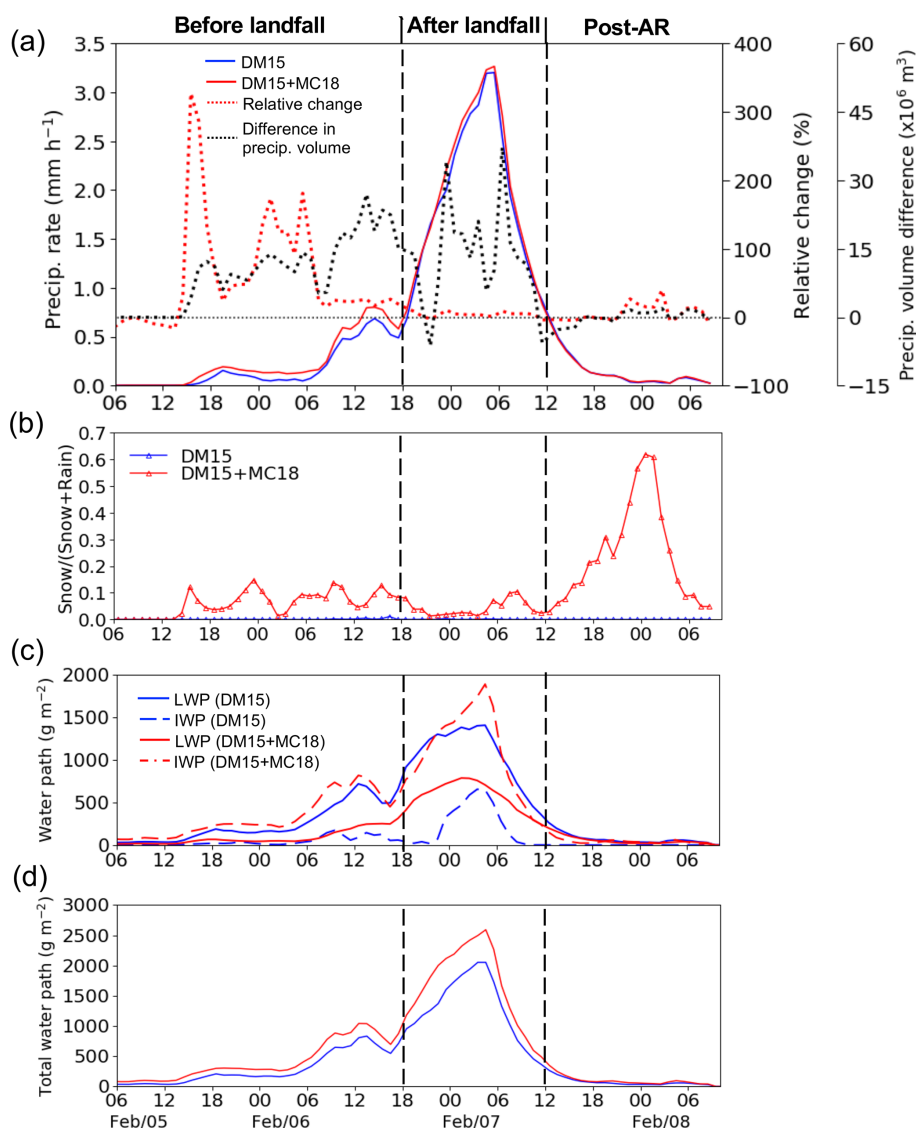 Before landfall After landfall Post-AR
(a)
3.5 400 60
DM15
DM15+MC18
Relative change
Difference in
precip. volume
3.0 300 45
2.5
2.0 200 30
1.5 100 15
1.0
0 0
0.5
0.0 −100 −15
Precip. rate (mm h⁻¹)
Relative change (%)
Precip. volume difference (x10⁶ m³)
06 18 00 12 18 00 12 18 00 06
(b)
0.7
0.6
0.5
0.4
0.3
0.2
0.1
0.0
Snow/(Snow+Rain)
DM15
DM15+MC18
06 18 00 06 12 18 00 06 12 18 00 06
(c)
2000
1500
1000
500
0
Water path (g m⁻²)
LWP (DM15)
IWP (DM15)
LWP (DM15+MC18)
IWP (DM15+MC18)
06 12 18 00 06 12 18 00 06 12 18 00 06
(d)
3000
2500
2000
1500
1000
500
0
Total water path (g m⁻²)
06 12 18 00 06 12 18 00 06 12 18 00 06
Feb/05 Feb/06 Feb/07 Feb/08